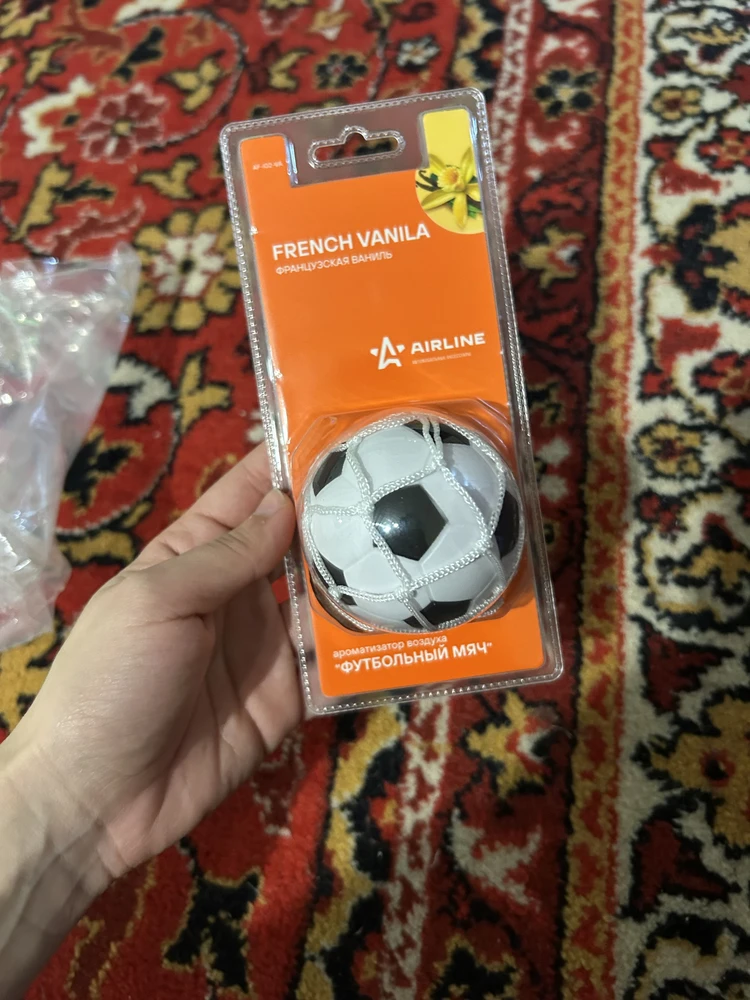 FRENCH VANILA
ФРАНЦУЗСКАЯ ВАНИЛЬ
AIRLINE
ароматизатор воздуха
"ФУТБОЛЬНЫЙ МЯЧ"